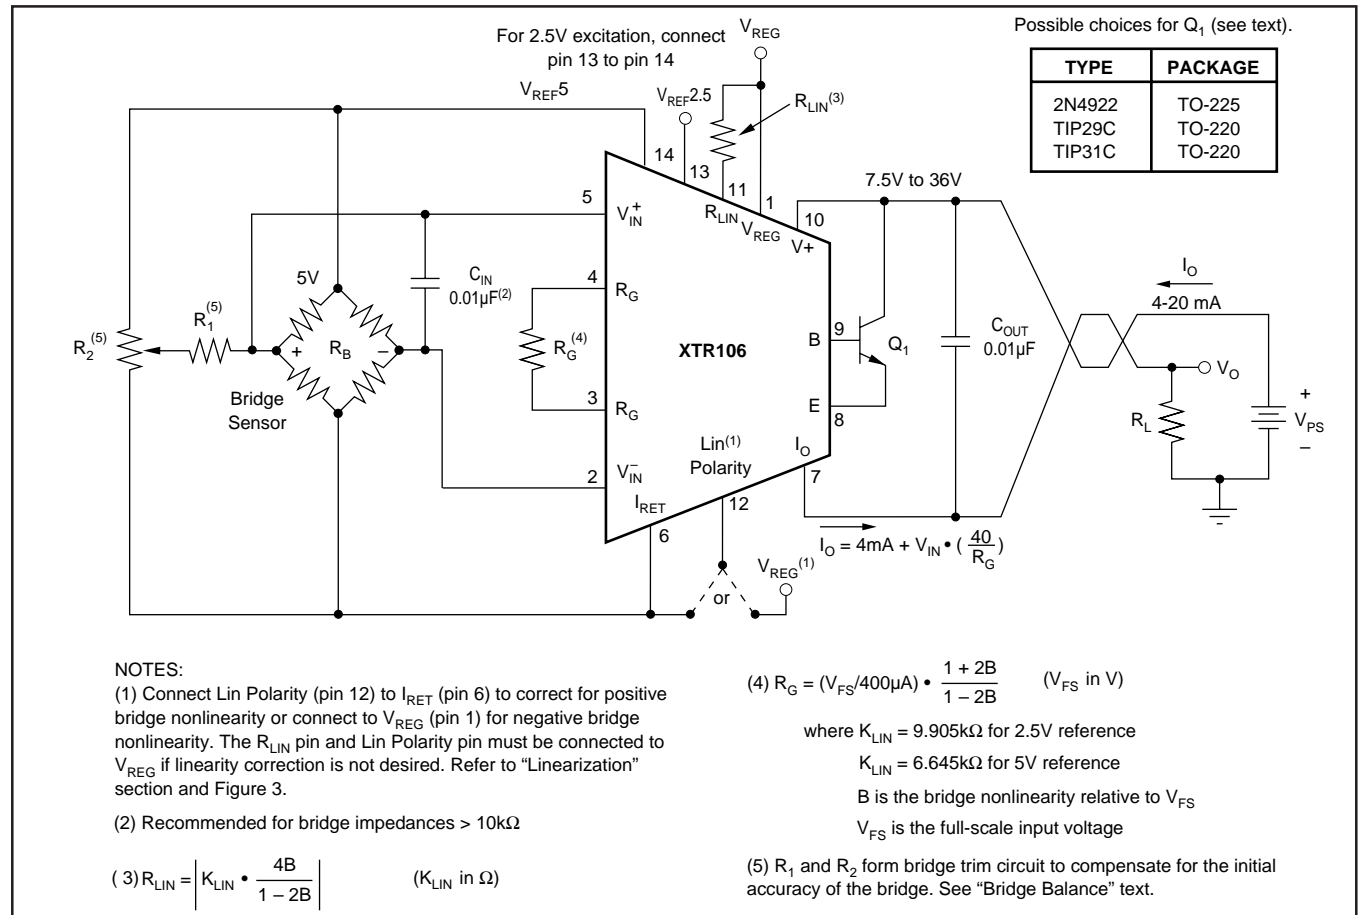 For 2.5V excitation, connect
pin 13 to pin 14
V_REG
Possible choices for Q₁ (see text).
TYPE PACKAGE
2N4922 TO-225
TIP29C TO-220
TIP31C TO-220
V_REF5
V_REF2.5
R_LIN(3)
14
13
11
1
10
7.5V to 36V
5
V_IN+
R_LIN
V_REG
V+
5V
C_IN
0.01µF(2)
4
R_G
R_G(4)
R₁(5)
R₂(5)
+
R_B
–
Bridge
Sensor
XTR106
B
9
Q₁
C_OUT
0.01µF
I_O
4-20 mA
V_O
R_L
+
V_PS
–
3
R_G
E
8
Lin(1)
Polarity
I_O
7
2
V_IN–
I_RET
6
12
I_O = 4mA + V_IN • (40/R_G)
V_REG(1)
or
NOTES:
(1) Connect Lin Polarity (pin 12) to I_RET (pin 6) to correct for positive
bridge nonlinearity or connect to V_REG (pin 1) for negative bridge
nonlinearity. The R_LIN pin and Lin Polarity pin must be connected to
V_REG if linearity correction is not desired. Refer to “Linearization”
section and Figure 3.
(2) Recommended for bridge impedances > 10kΩ
( 3) R_LIN = | K_LIN • 4B/(1 – 2B) | (K_LIN in Ω)
(4) R_G = (V_FS/400µA) • (1 + 2B)/(1 – 2B) (V_FS in V)
where K_LIN = 9.905kΩ for 2.5V reference
K_LIN = 6.645kΩ for 5V reference
B is the bridge nonlinearity relative to V_FS
V_FS is the full-scale input voltage
(5) R₁ and R₂ form bridge trim circuit to compensate for the initial
accuracy of the bridge. See “Bridge Balance” text.